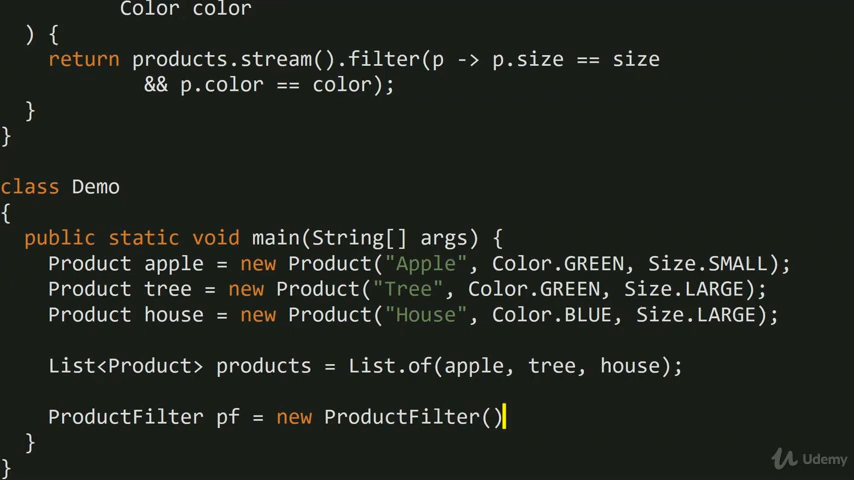 Color color
) {
return products.stream().filter(p -> p.size == size
&& p.color == color);
}
}
class Demo
{
public static void main(String[] args) {
Product apple = new Product("Apple", Color.GREEN, Size.SMALL);
Product tree = new Product("Tree", Color.GREEN, Size.LARGE);
Product house = new Product("House", Color.BLUE, Size.LARGE);
List<Product> products = List.of(apple, tree, house);
ProductFilter pf = new ProductFilter()
}
}
Udemy